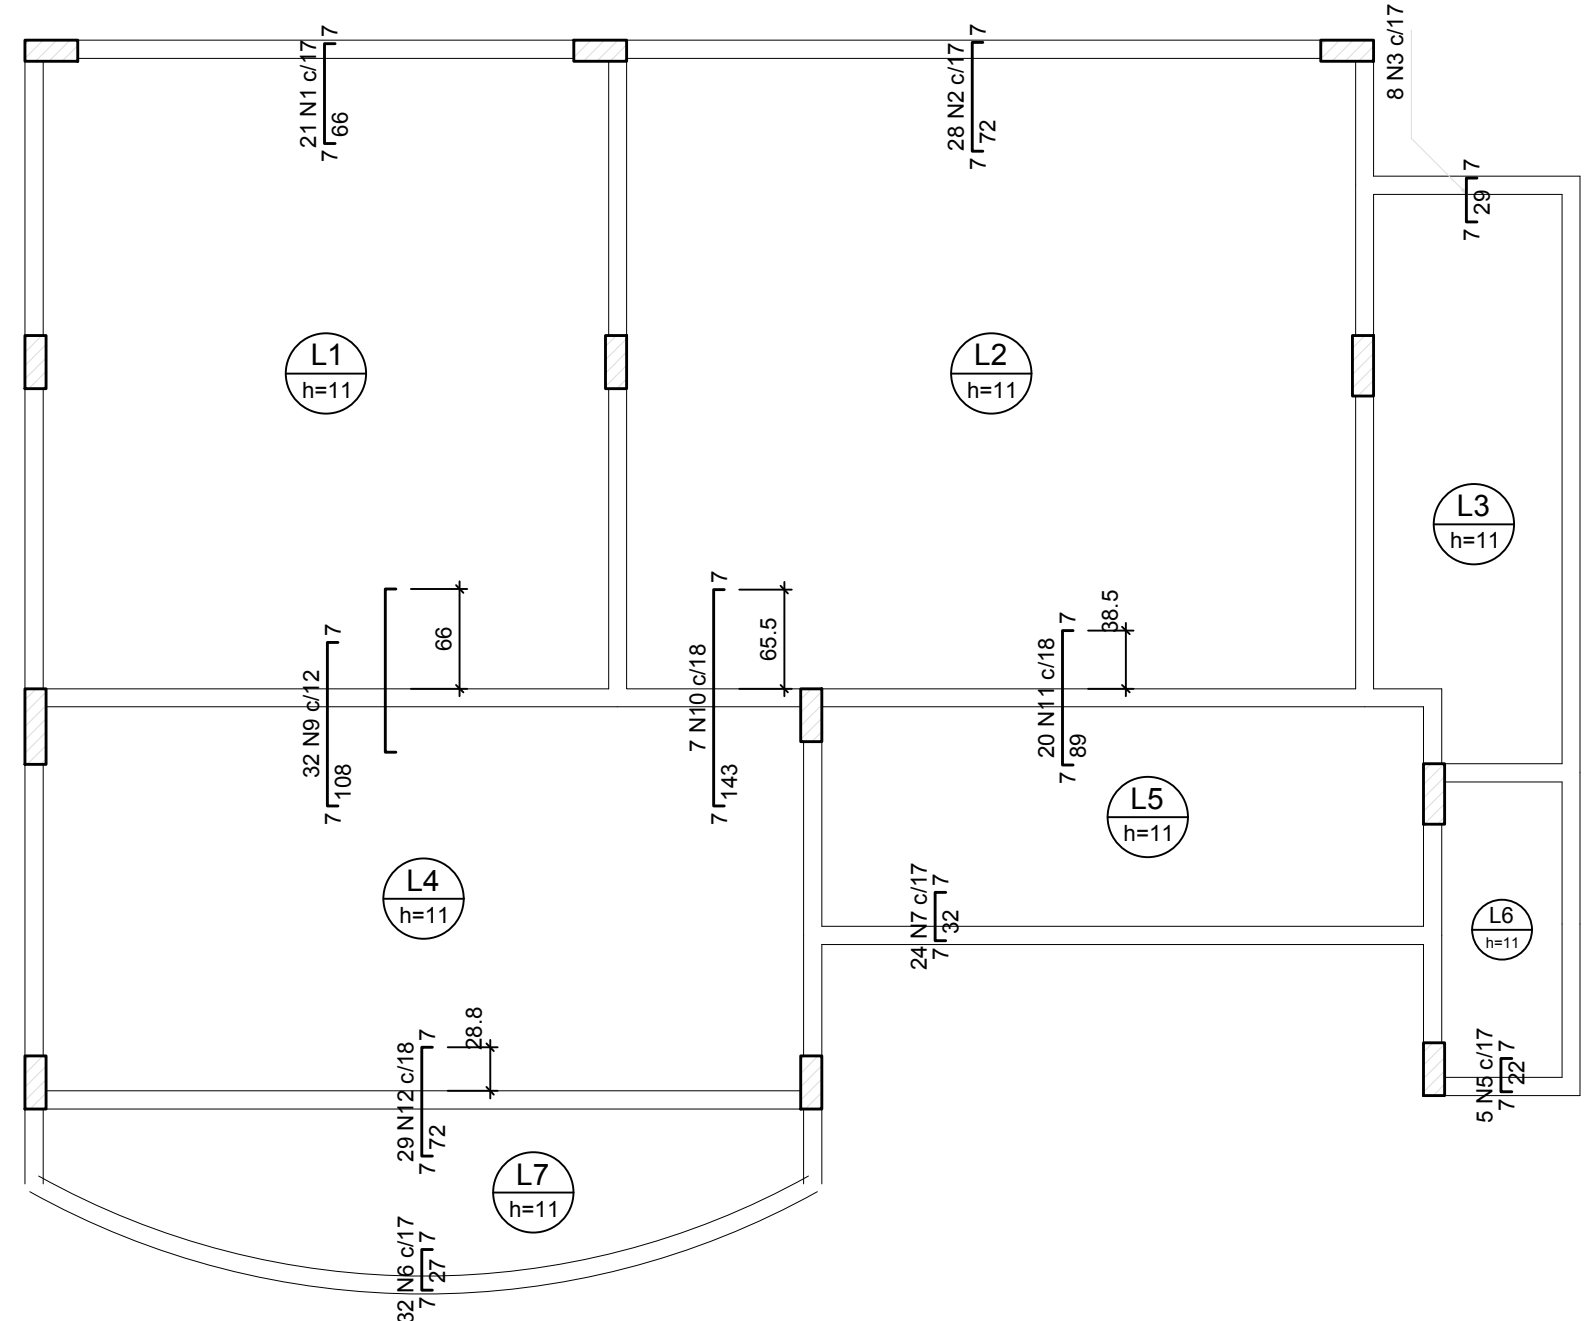 21 N1 c/17
7
66
7
28 N2 c/17
7
72
7
8 N3 c/17
7
29
7
L1
h=11
L2
h=11
L3
h=11
32 N9 c/12
7
108
7
66
7 N10 c/18
7
143
7
65.5
20 N11 c/18
7
89
7
38.5
L5
h=11
L4
h=11
24 N7 c/17
7
32
7
L6
h=11
29 N12 c/18
7
72
7
28.8
5 N5 c/17
7
22
7
L7
h=11
32 N6 c/17
7
27
7